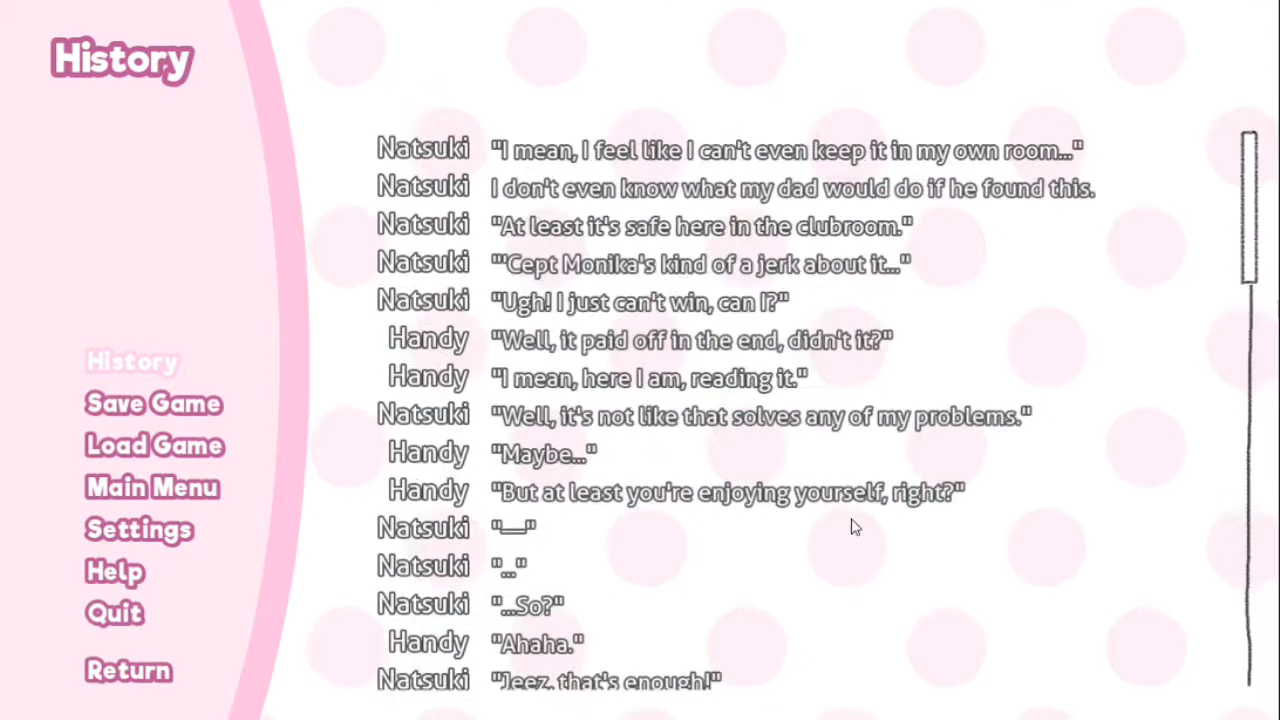 History
Natsuki "I mean, I feel like I can't even keep it in my own room..."
Natsuki I don't even know what my dad would do if he found this.
Natsuki "At least it's safe here in the clubroom."
Natsuki "'Cept Monika's kind of a jerk about it..."
Natsuki "Ugh! I just can't win, can I?"
Handy "Well, it paid off in the end, didn't it?"
Handy "I mean, here I am, reading it."
Natsuki "Well, it's not like that solves any of my problems."
Handy "Maybe..."
Handy "But at least you're enjoying yourself, right?"
Natsuki "—"
Natsuki "..."
Natsuki "...So?"
Handy "Ahaha."
Natsuki "Jeez, that's enough!"
History
Save Game
Load Game
Main Menu
Settings
Help
Quit
Return